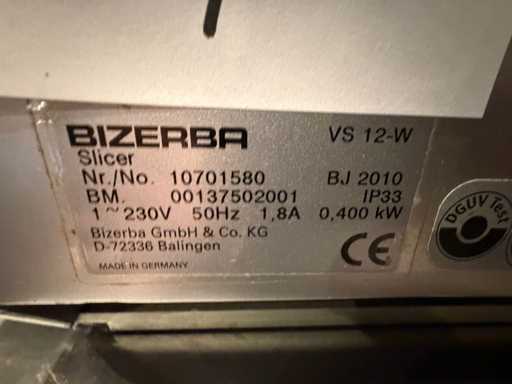 BIZERBA VS 12-W
Slicer
Nr./No. 10701580 BJ 2010
BM. 00137502001 IP33
1~230V 50Hz 1,8A 0,400 kW
Bizerba GmbH & Co. KG
D-72336 Balingen
CE
MADE IN GERMANY
DGUV Test